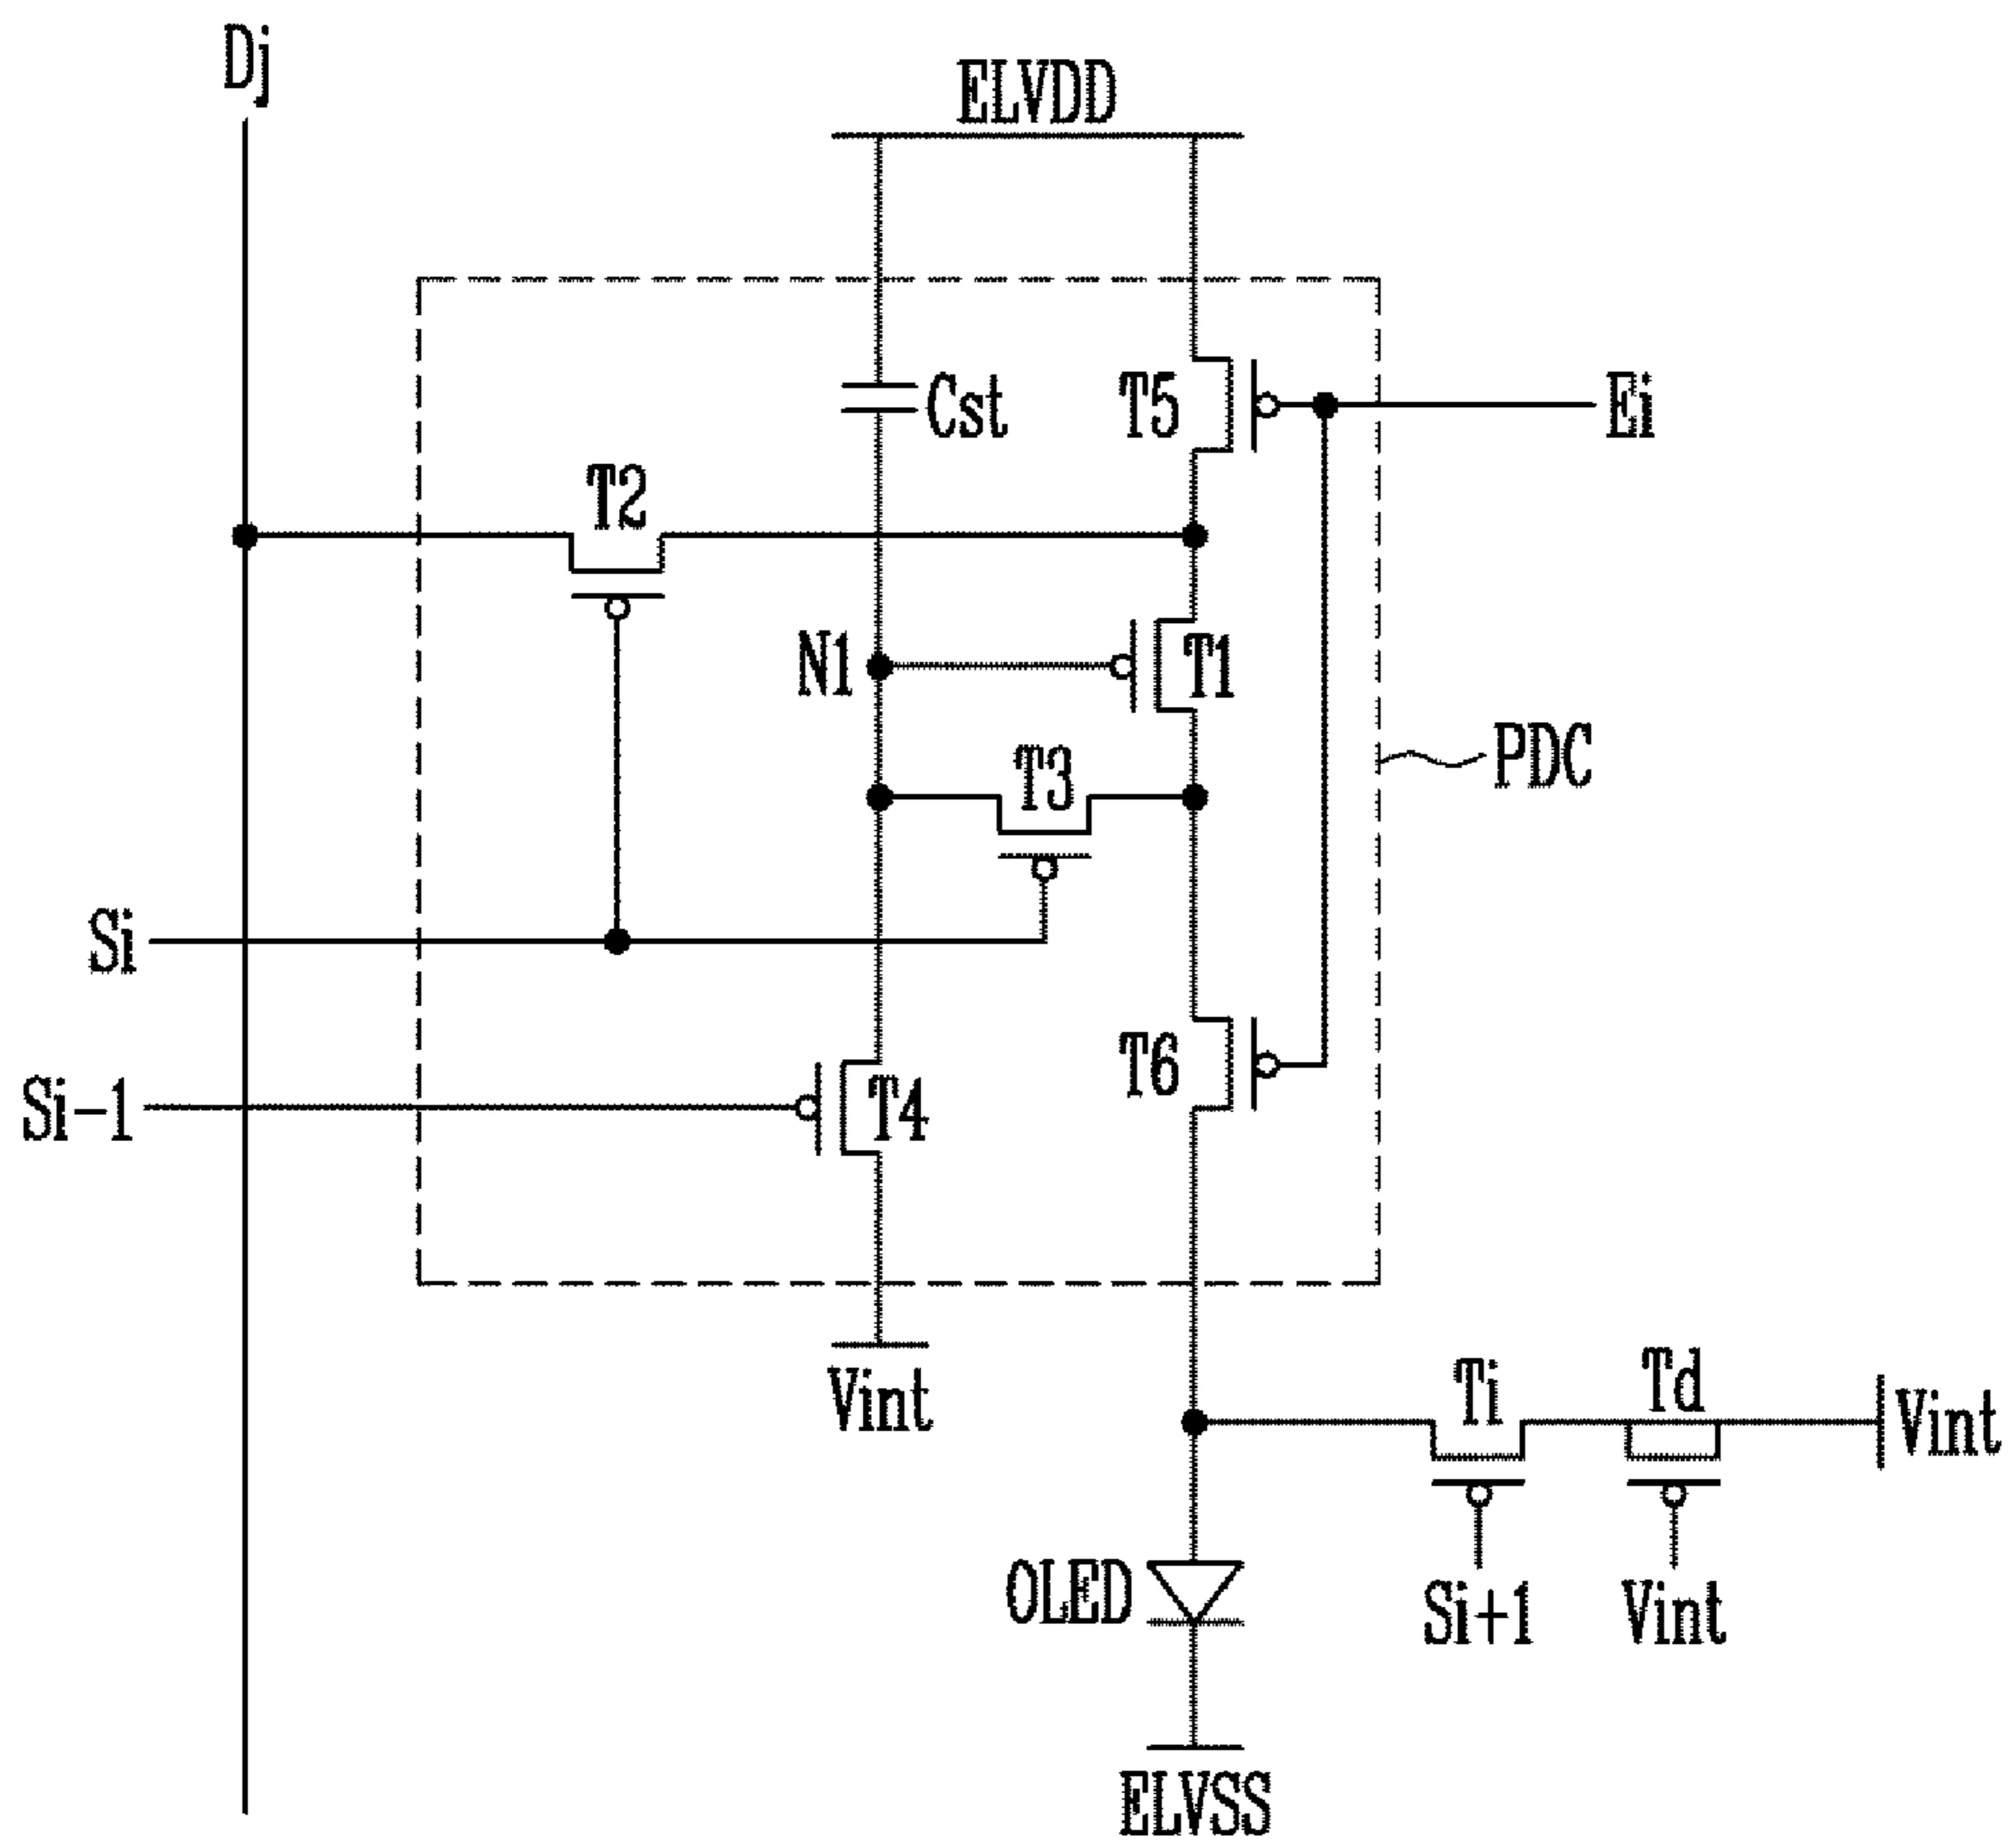 Dj
ELVDD
Cst
T5
Ei
T2
N1
T1
T3
PDC
Si
T6
Si-1
T4
Vint
Ti
Td
Vint
OLED
Si+1
Vint
ELVSS